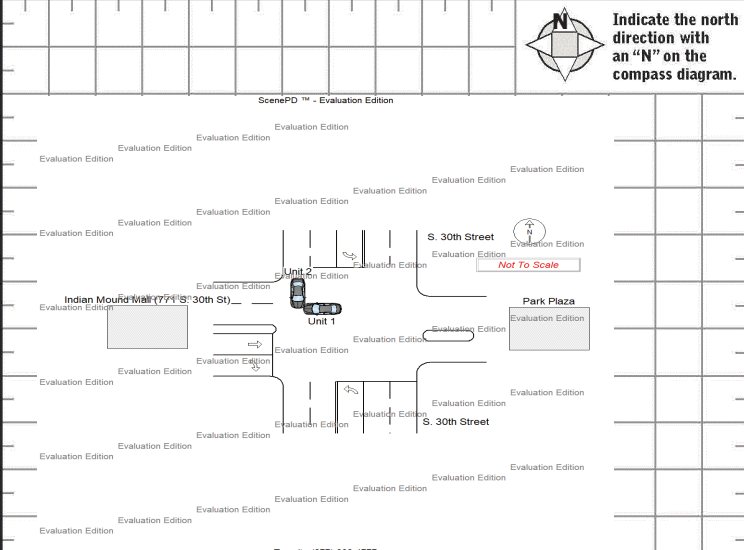 N
Indicate the north
direction with
an “N” on the
compass diagram.
ScenePD ™ - Evaluation Edition
Evaluation Edition
Evaluation Edition
Evaluation Edition
Evaluation Edition
Evaluation Edition
Evaluation Edition
Evaluation Edition
Evaluation Edition
Evaluation Edition
Evaluation Edition
Evaluation Edition
S. 30th Street
N
Evaluation Edition
Evaluation Edition
Evaluation Edition
Not To Scale
Unit 2
Evaluation Edition
Indian Mound Mall (771 S. 30th St)
Evaluation Edition
Park Plaza
Unit 1
Evaluation Edition
Evaluation Edition
Evaluation Edition
Evaluation Edition
Evaluation Edition
Evaluation Edition
Evaluation Edition
Evaluation Edition
Evaluation Edition
Evaluation Edition
S. 30th Street
Evaluation Edition
Evaluation Edition
Evaluation Edition
Evaluation Edition
Evaluation Edition
Evaluation Edition
Evaluation Edition
Evaluation Edition
Evaluation Edition
Evaluation Edition
Evaluation Edition